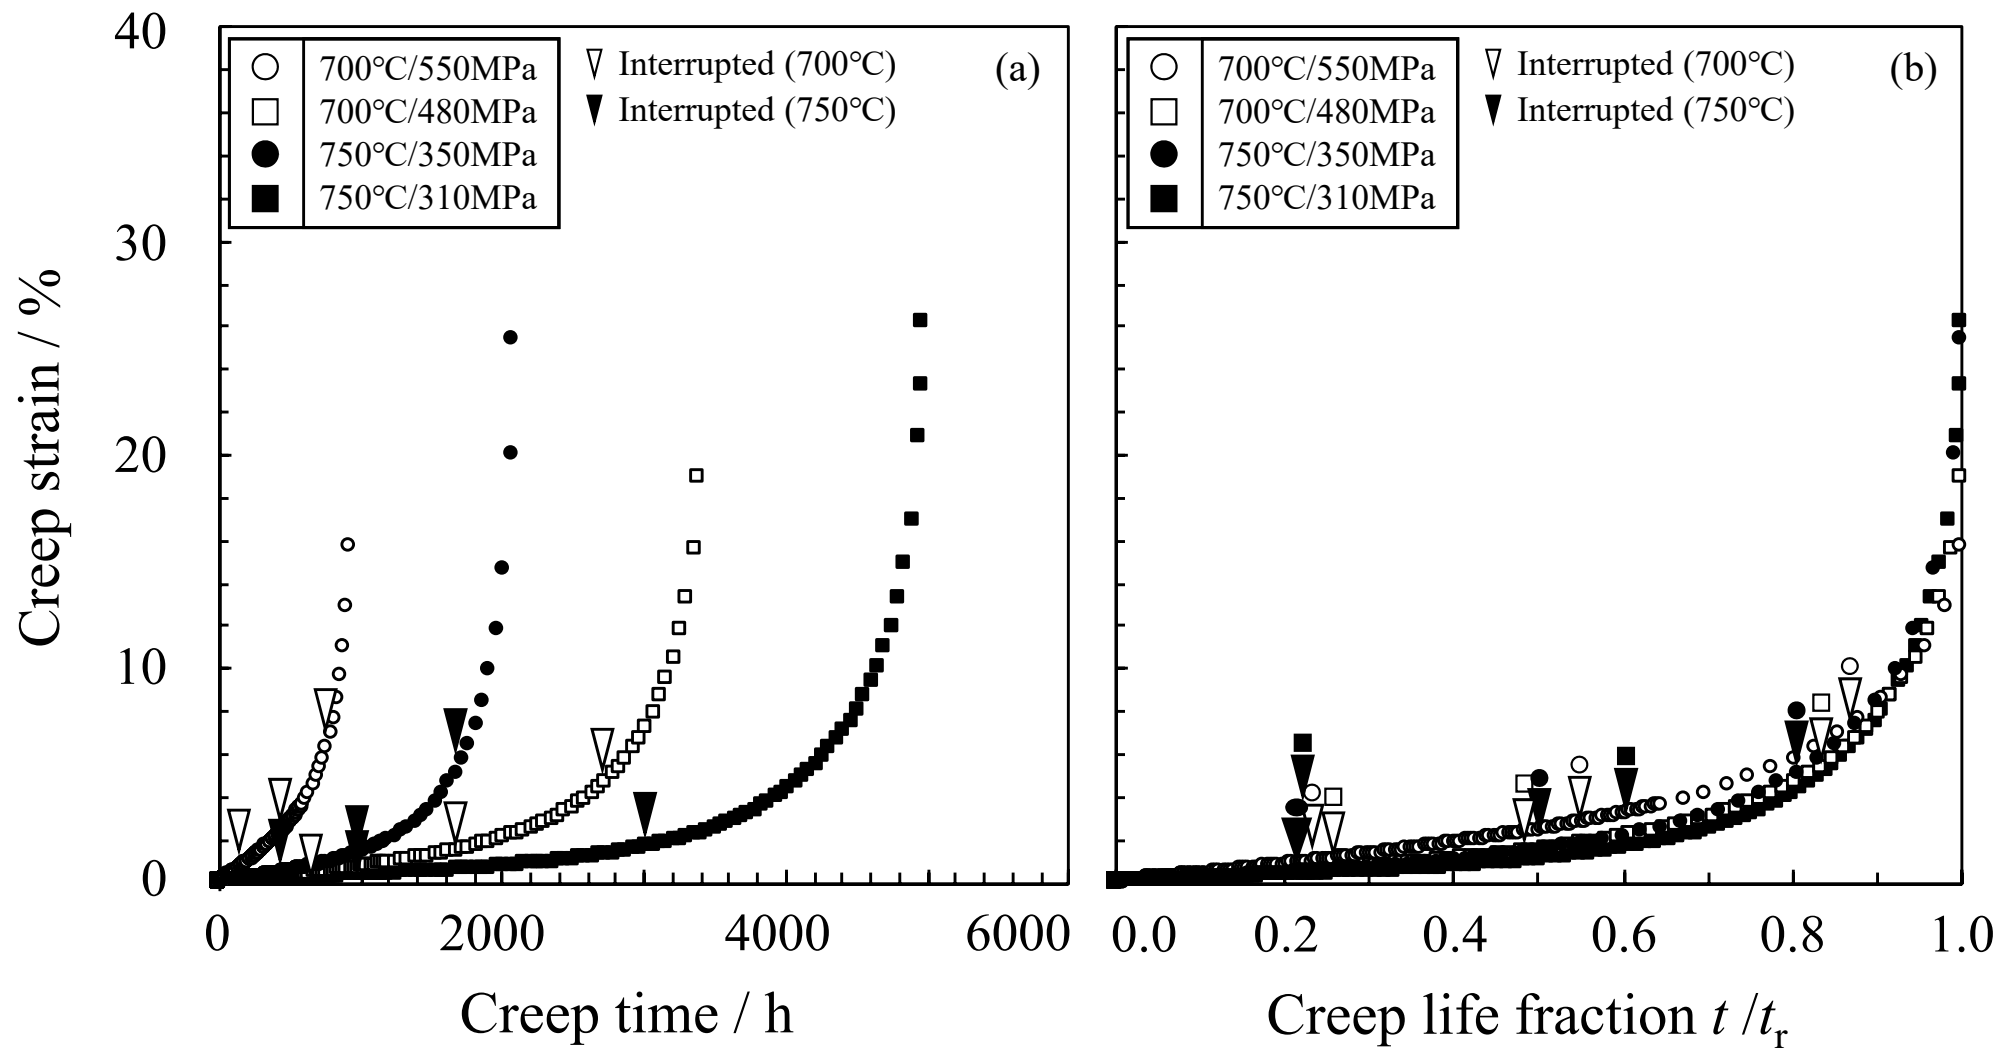 Creep strain / %
40
30
20
10
0
700℃/550MPa
700℃/480MPa
750℃/350MPa
750℃/310MPa
Interrupted (700℃)
Interrupted (750℃)
(a)
0 2000 4000 6000
Creep time / h
700℃/550MPa
700℃/480MPa
750℃/350MPa
750℃/310MPa
Interrupted (700℃)
Interrupted (750℃)
(b)
0.0 0.2 0.4 0.6 0.8 1.0
Creep life fraction t /tr